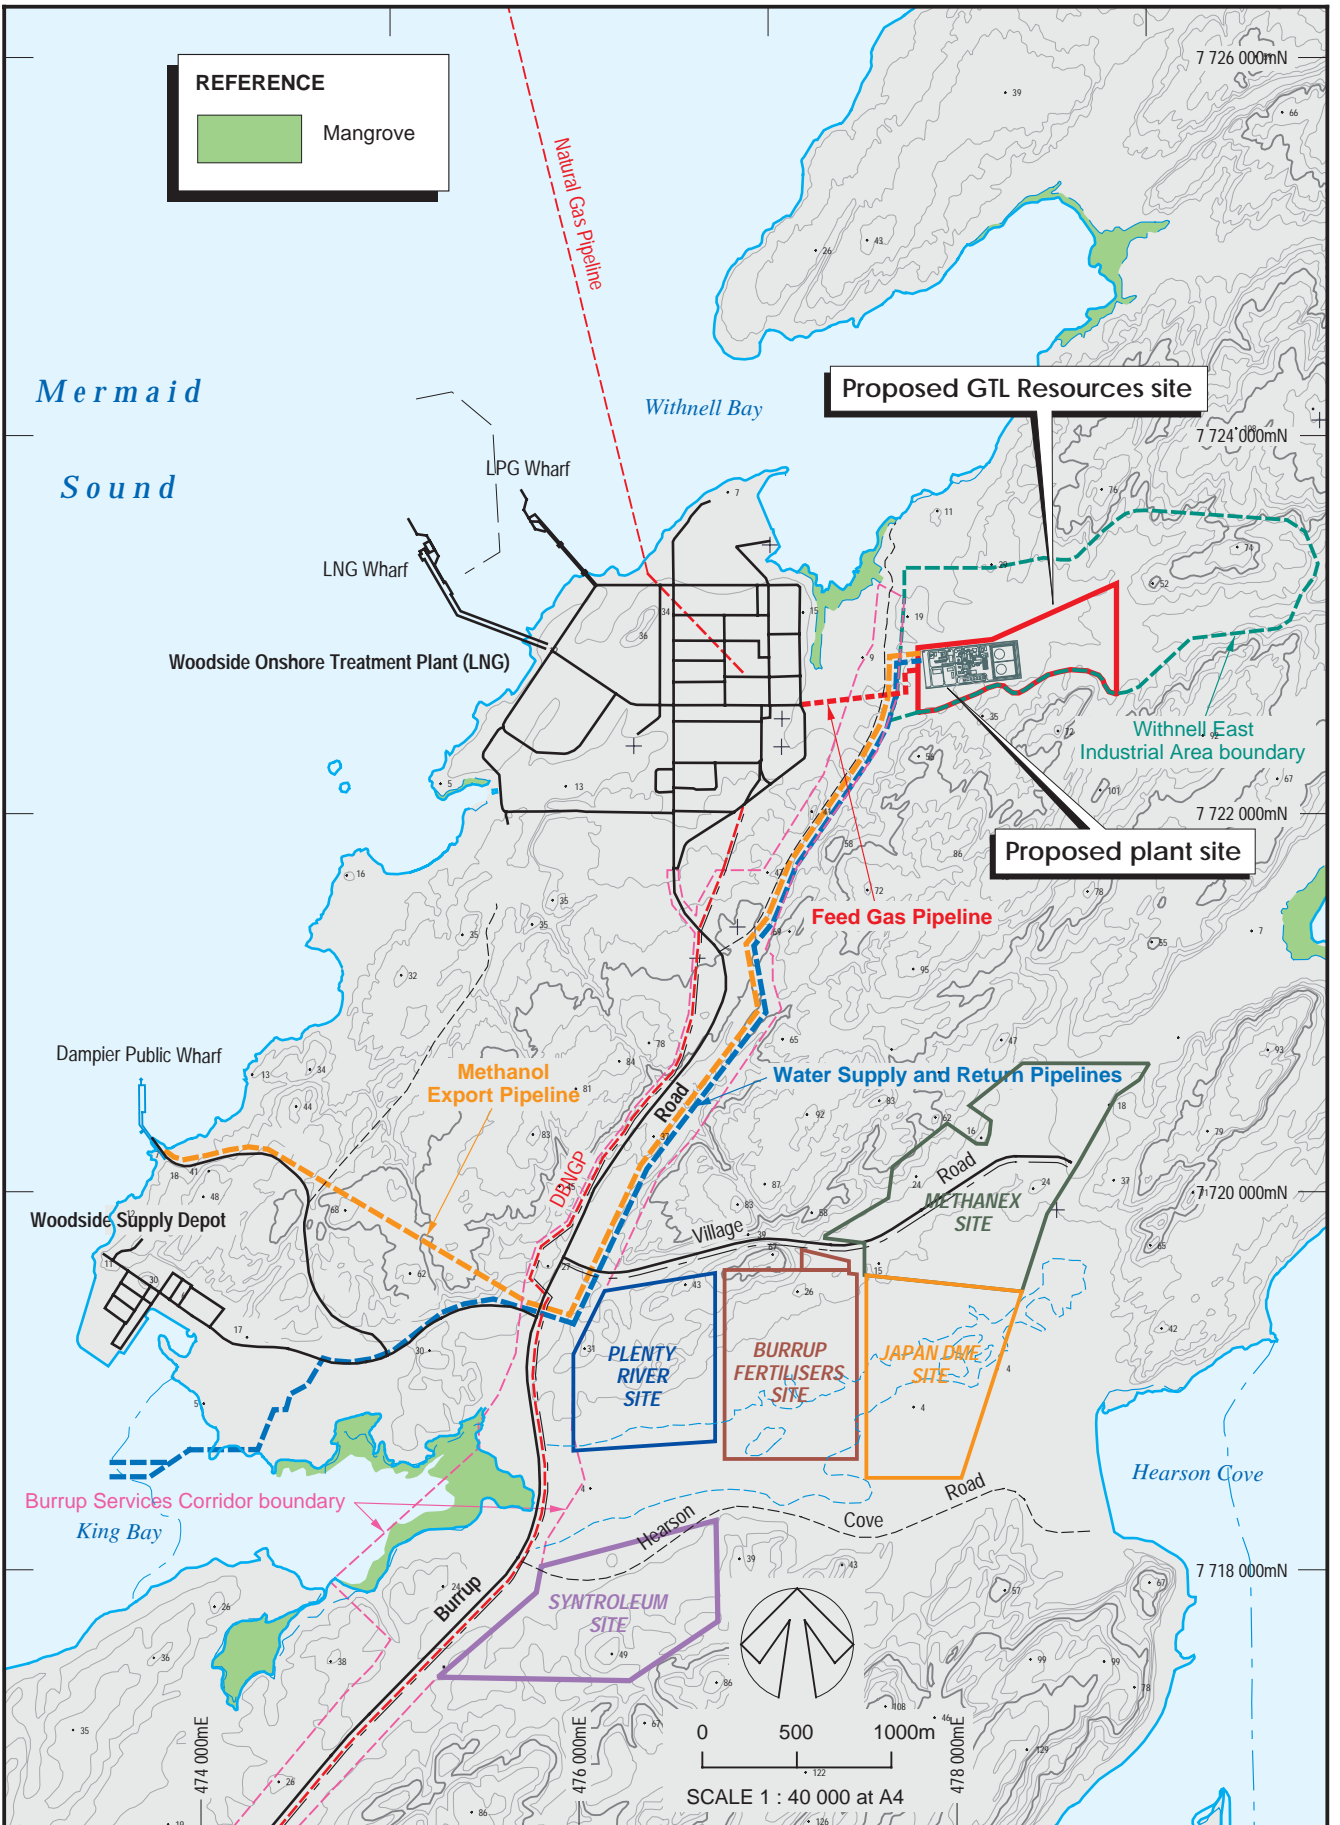 REFERENCE
Mangrove
7 726 000mN
Natural Gas Pipeline
Mermaid
Sound
Withnell Bay
Proposed GTL Resources site
7 724 000mN
LPG Wharf
LNG Wharf
Woodside Onshore Treatment Plant (LNG)
Withnell East
Industrial Area boundary
7 722 000mN
Proposed plant site
Feed Gas Pipeline
Dampier Public Wharf
Methanol
Export Pipeline
Water Supply and Return Pipelines
Road
DBNGP
Road
METHANEX
SITE
7 720 000mN
Woodside Supply Depot
Village
PLENTY
RIVER
SITE
BURRUP
FERTILISERS
SITE
JAPAN DME
SITE
Hearson Cove
Burrup Services Corridor boundary
King Bay
Hearson
Cove
Road
7 718 000mN
Burrup
SYNTROLEUM
SITE
474 000mE
476 000mE
478 000mE
0 500 1000m
SCALE 1 : 40 000 at A4